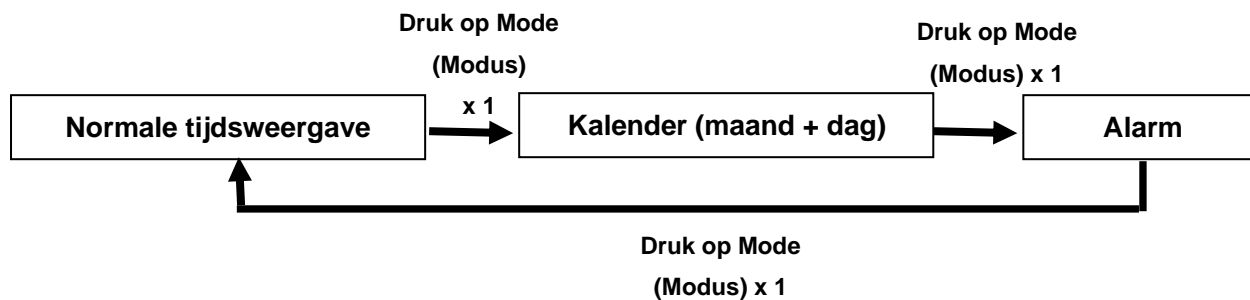 Druk op Mode
(Modus)
x 1
Druk op Mode
(Modus) x 1
Normale tijdsweergave
Kalender (maand + dag)
Alarm
Druk op Mode
(Modus) x 1